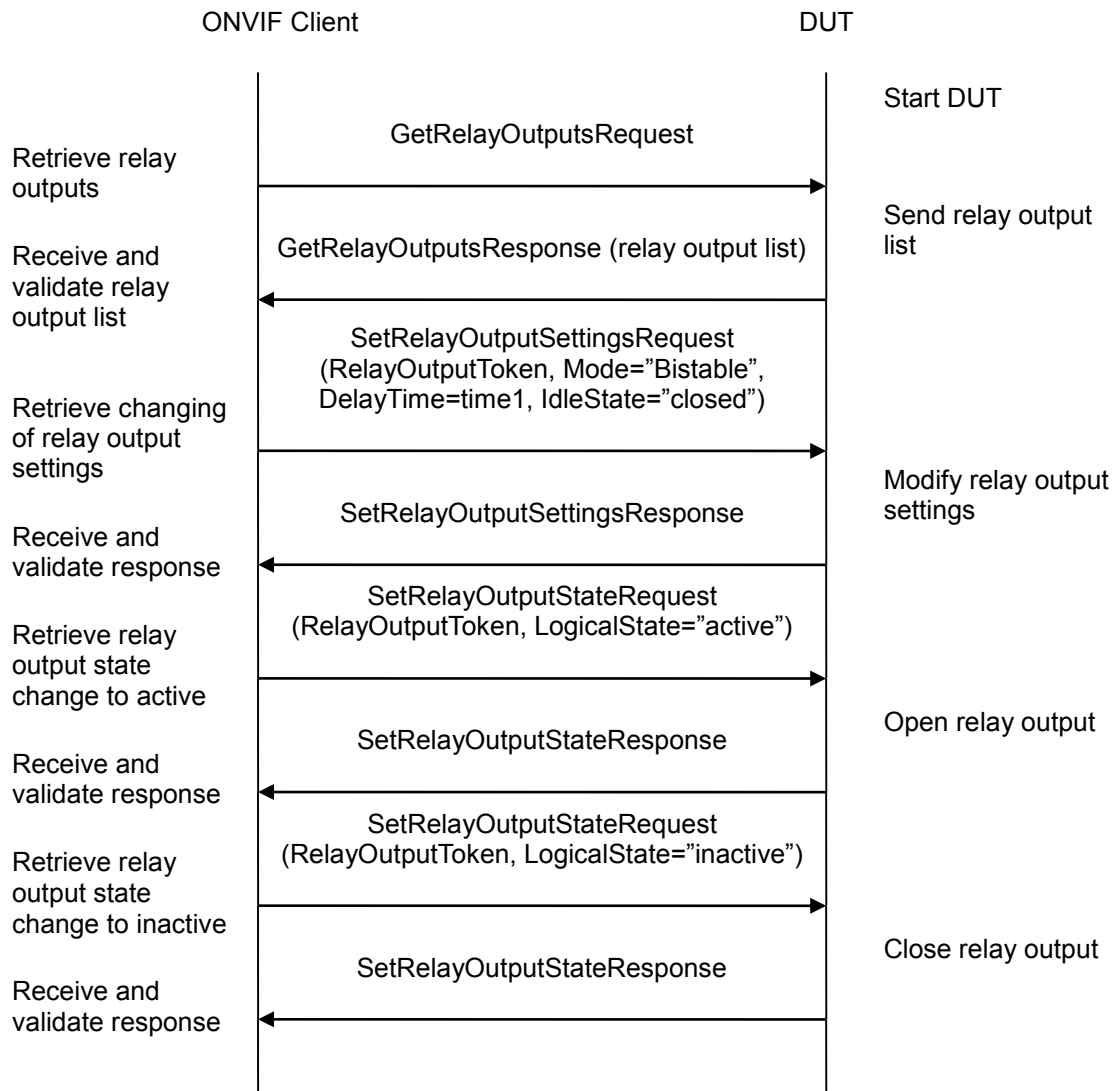 ONVIF Client
DUT
Start DUT
GetRelayOutputsRequest
Retrieve relay
outputs
Send relay output
list
GetRelayOutputsResponse (relay output list)
Receive and
validate relay
output list
SetRelayOutputSettingsRequest
(RelayOutputToken, Mode=”Bistable”,
DelayTime=time1, IdleState=”closed”)
Retrieve changing
of relay output
settings
Modify relay output
settings
SetRelayOutputSettingsResponse
Receive and
validate response
SetRelayOutputStateRequest
(RelayOutputToken, LogicalState=”active”)
Retrieve relay
output state
change to active
Open relay output
SetRelayOutputStateResponse
Receive and
validate response
SetRelayOutputStateRequest
(RelayOutputToken, LogicalState=”inactive”)
Retrieve relay
output state
change to inactive
Close relay output
SetRelayOutputStateResponse
Receive and
validate response